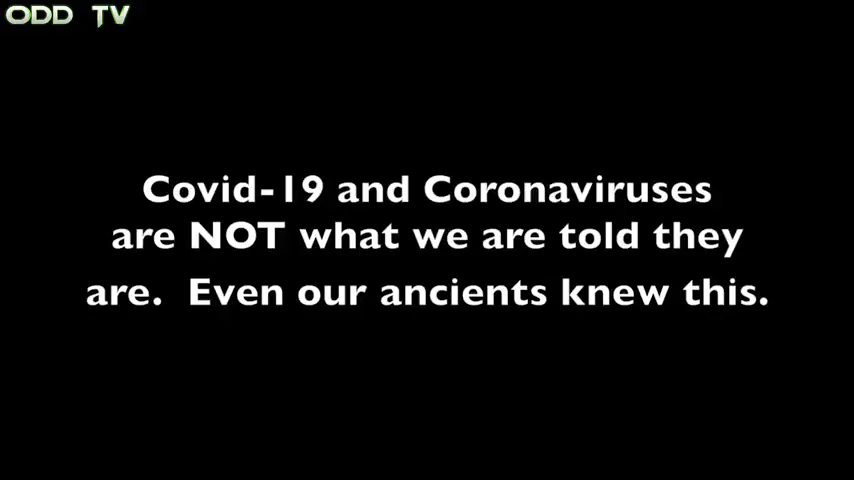 ODD TV
Covid-19 and Coronaviruses
are NOT what we are told they
are. Even our ancients knew this.